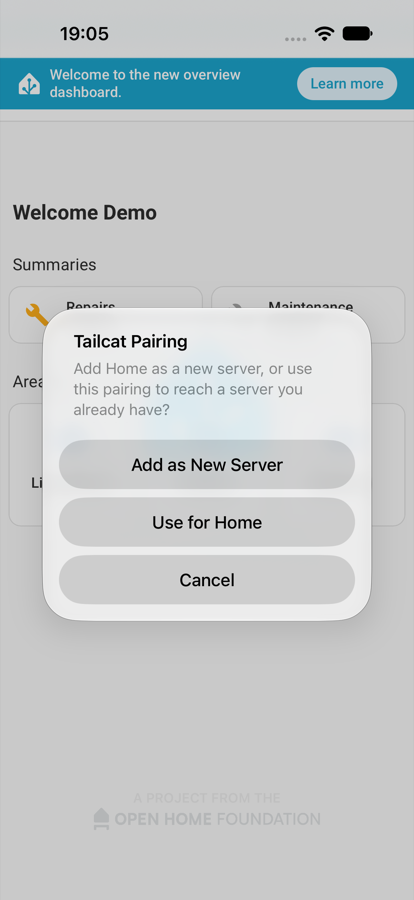 19:05
Welcome to the new overview
dashboard.
Learn more
Welcome Demo
Summaries
Repairs
Maintenance
Area
Li
Tailcat Pairing
Add Home as a new server, or use
this pairing to reach a server you
already have?
Add as New Server
Use for Home
Cancel
A PROJECT FROM THE
OPEN HOME FOUNDATION